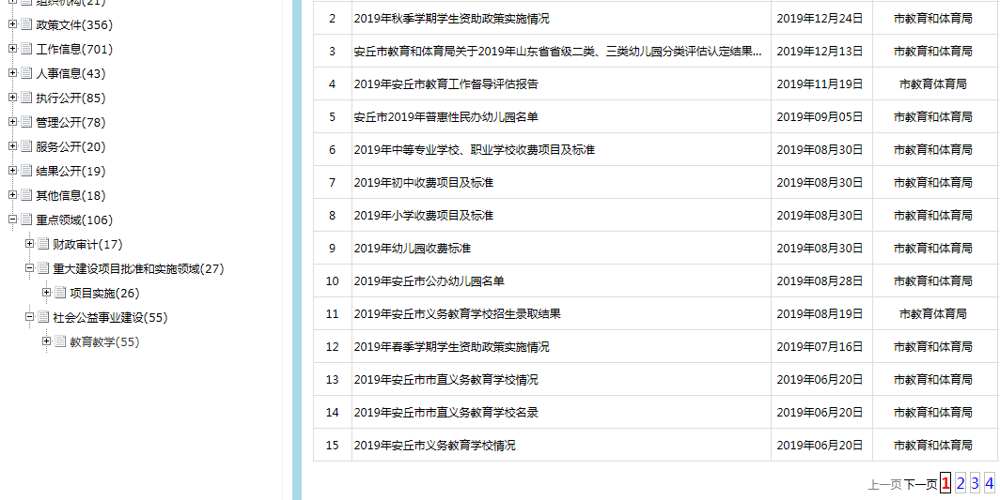 组织机构(21)
政策文件(356)
工作信息(701)
人事信息(43)
执行公开(85)
管理公开(78)
服务公开(20)
结果公开(19)
其他信息(18)
重点领域(106)
财政审计(17)
重大建设项目批准和实施领域(27)
项目实施(26)
社会公益事业建设(55)
教育教学(55)
2 2019年秋季学期学生资助政策实施情况 2019年12月24日 市教育和体育局
3 安丘市教育和体育局关于2019年山东省省级二类、三类幼儿园分类评估认定结果... 2019年12月13日 市教育和体育局
4 2019年安丘市教育工作督导评估报告 2019年11月19日 市教育体育局
5 安丘市2019年普惠性民办幼儿园名单 2019年09月05日 市教育和体育局
6 2019年中等专业学校、职业学校收费项目及标准 2019年08月30日 市教育和体育局
7 2019年初中收费项目及标准 2019年08月30日 市教育和体育局
8 2019年小学收费项目及标准 2019年08月30日 市教育和体育局
9 2019年幼儿园收费标准 2019年08月30日 市教育和体育局
10 2019年安丘市公办幼儿园名单 2019年08月28日 市教育和体育局
11 2019年安丘市义务教育学校招生录取结果 2019年08月19日 市教育体育局
12 2019年春季学期学生资助政策实施情况 2019年07月16日 市教育和体育局
13 2019年安丘市市直义务教育学校情况 2019年06月20日 市教育和体育局
14 2019年安丘市市直义务教育学校名录 2019年06月20日 市教育和体育局
15 2019年安丘市义务教育学校情况 2019年06月20日 市教育和体育局
上一页 下一页 1 2 3 4